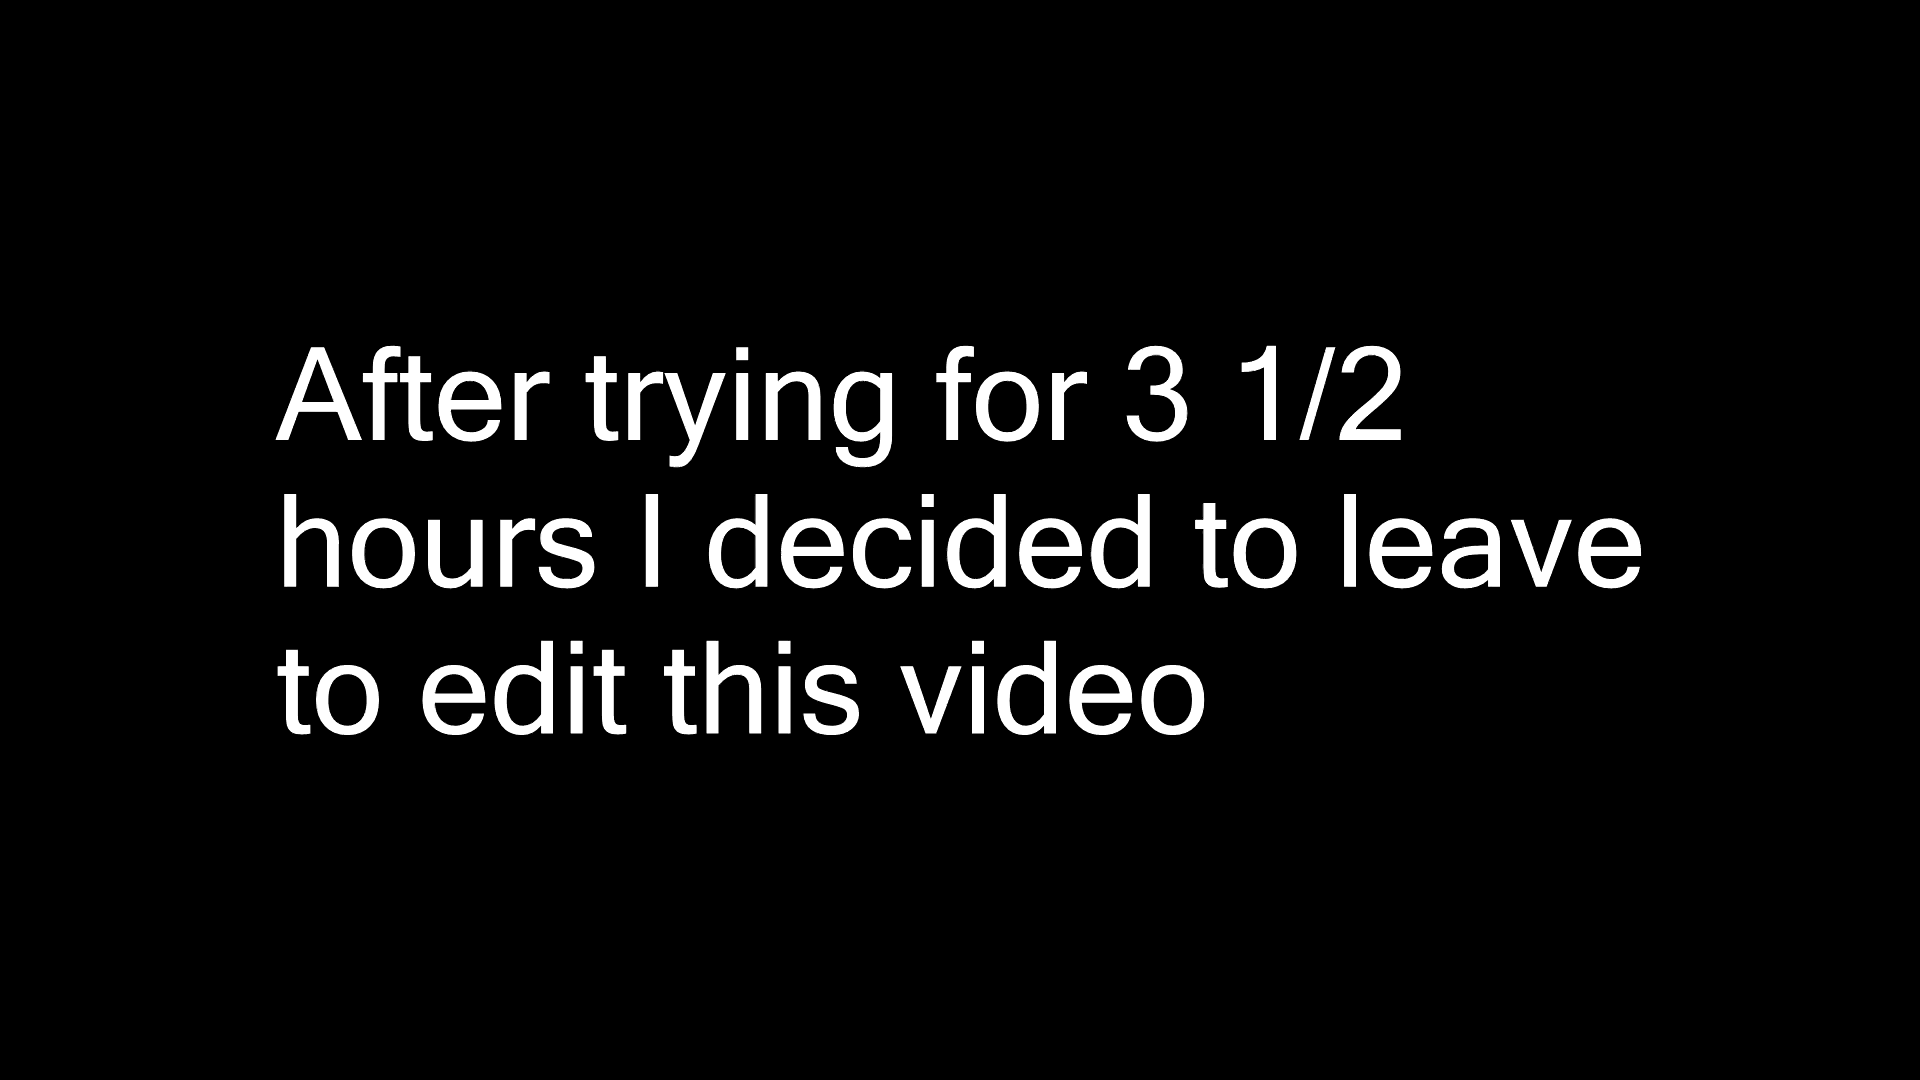 After trying for 3 1/2
hours I decided to leave
to edit this video